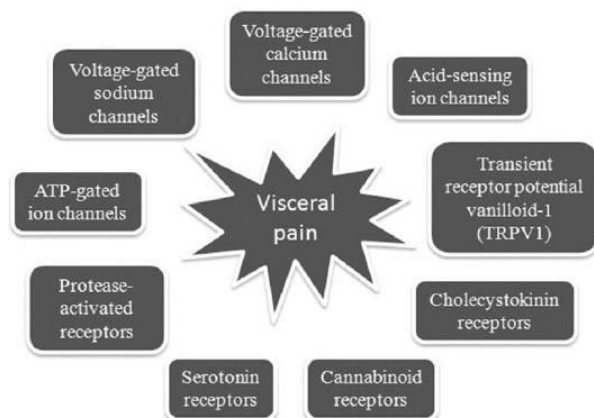 Voltage-gated
calcium
channels
Voltage-gated
sodium
channels
Acid-sensing
ion channels
ATP-gated
ion channels
Visceral
pain
Transient
receptor potential
vanilloid-1
(TRPV1)
Protease-
activated
receptors
Cholecystokinin
receptors
Serotonin
receptors
Cannabinoid
receptors